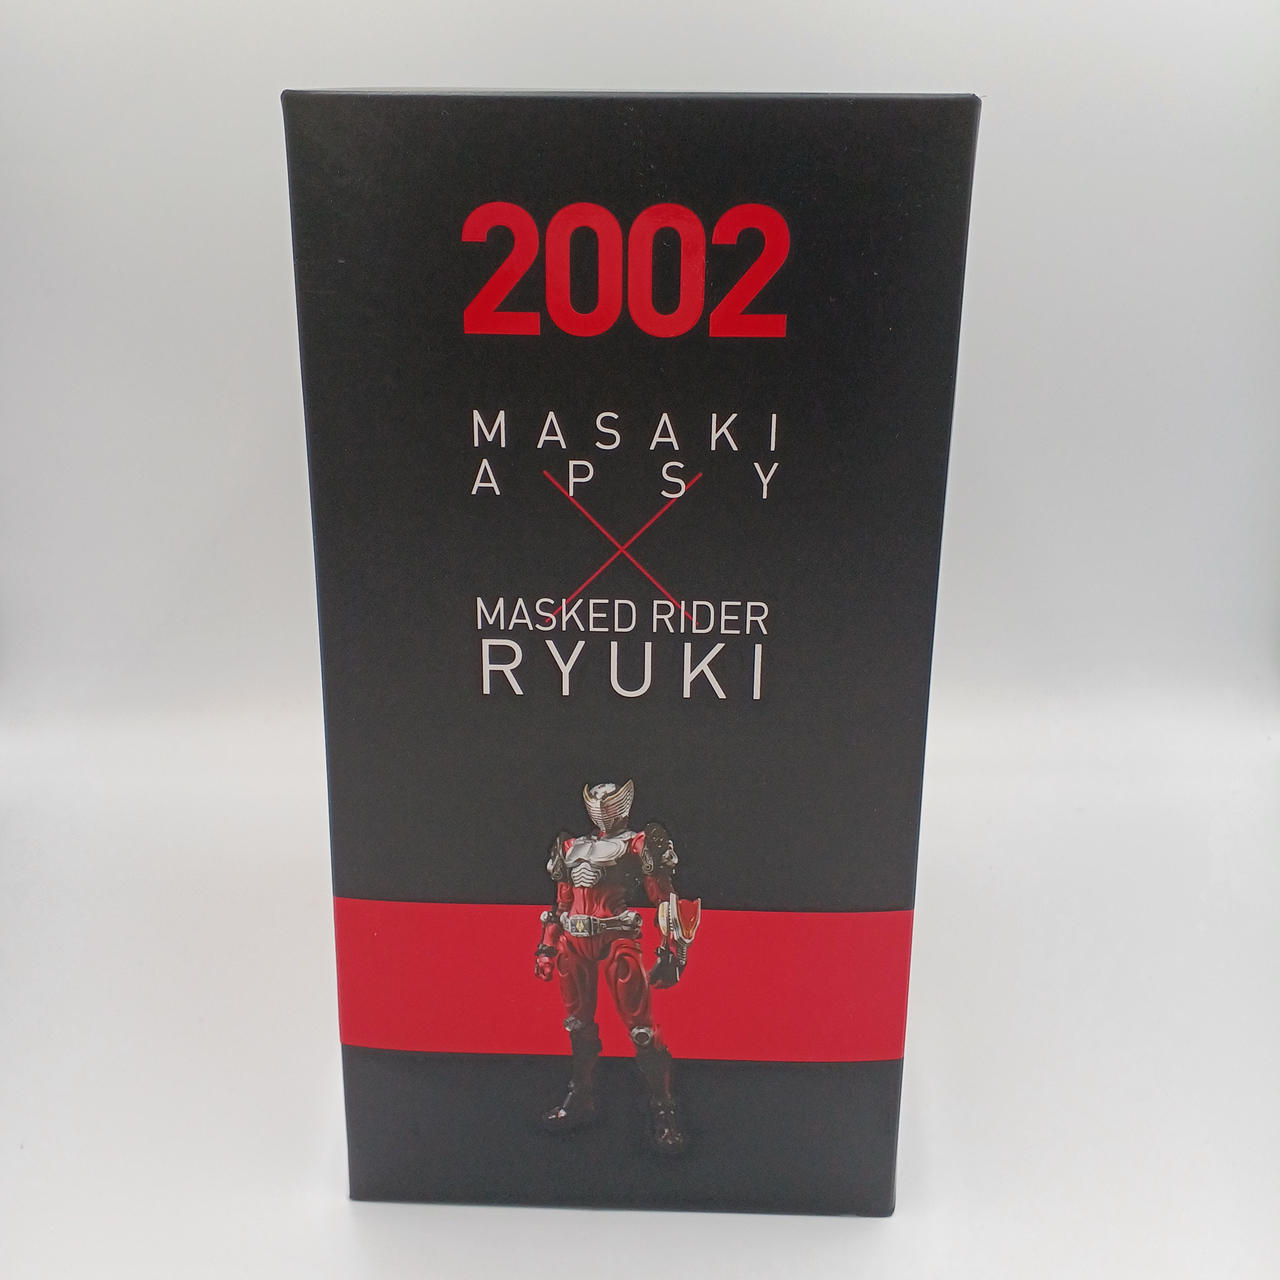 2002
MASAKI
APSY
MASKED RIDER
RYUKI